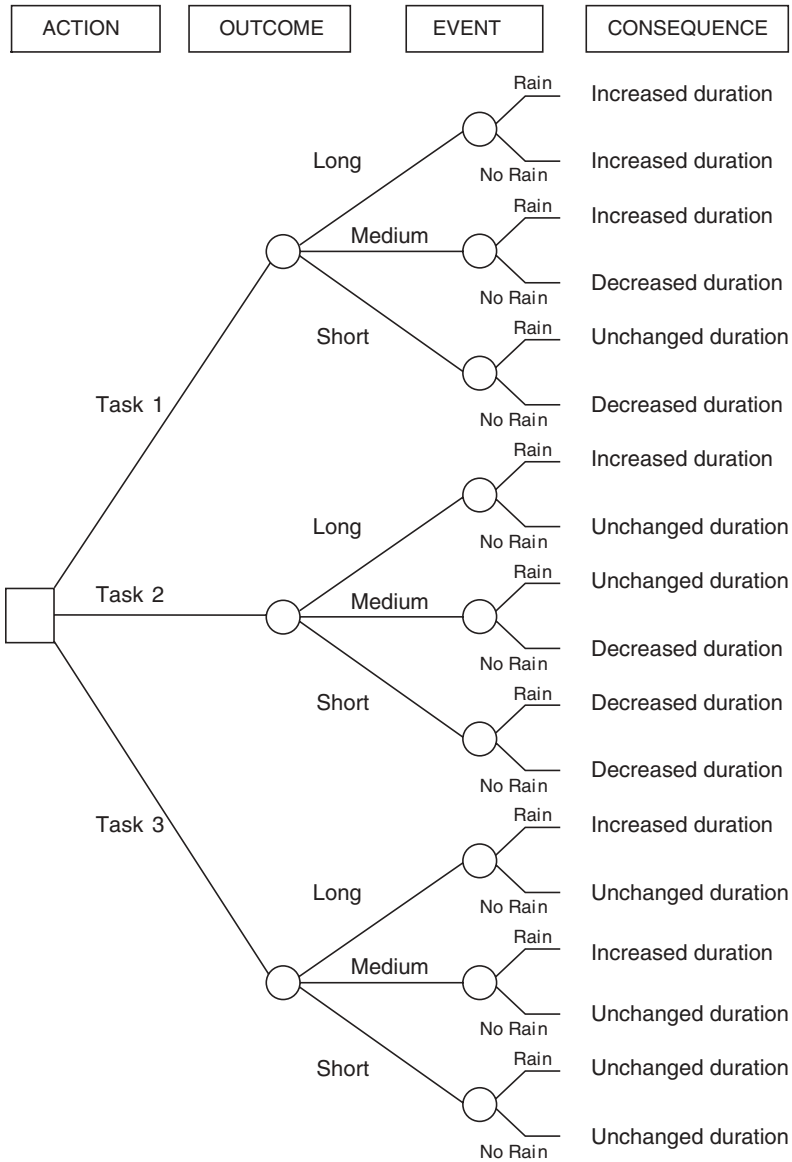 ACTION OUTCOME EVENT CONSEQUENCE
Rain Increased duration
Long
No Rain Increased duration
Rain Increased duration
Medium
No Rain Decreased duration
Rain Unchanged duration
Short
No Rain Decreased duration
Task 1
Rain Increased duration
Long
No Rain Unchanged duration
Rain Unchanged duration
Task 2 Medium
No Rain Decreased duration
Rain Decreased duration
Short
No Rain Decreased duration
Task 3
Rain Increased duration
Long
No Rain Unchanged duration
Rain Increased duration
Medium
No Rain Unchanged duration
Rain Unchanged duration
Short
No Rain Unchanged duration